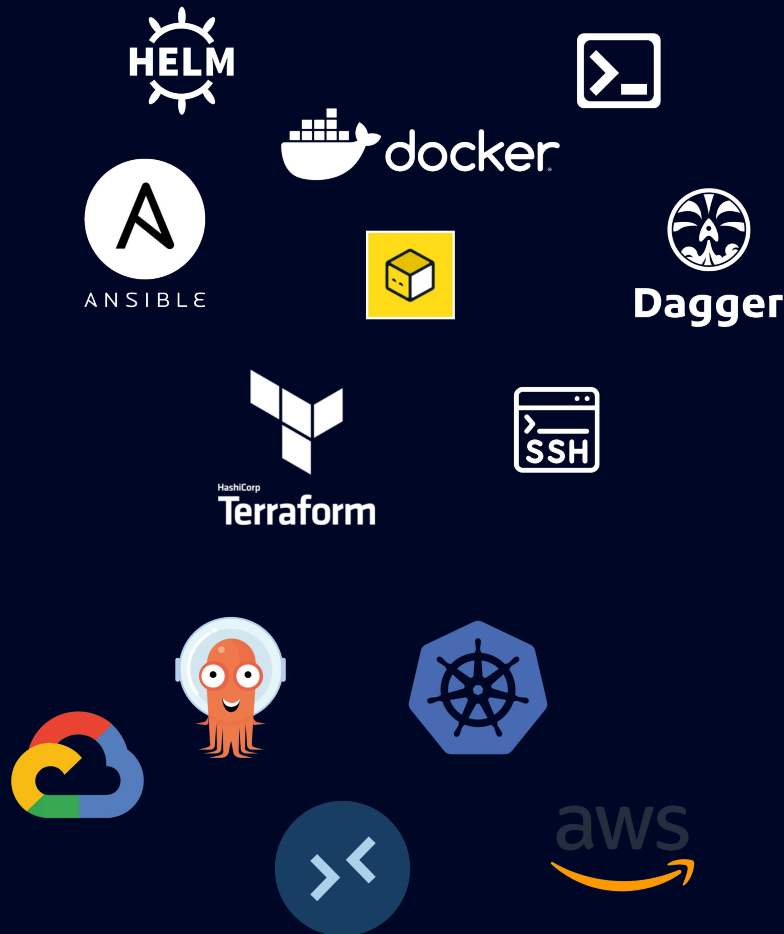 HELM
docker
ANSIBLE
Dagger
HashiCorp
Terraform
SSH
aws